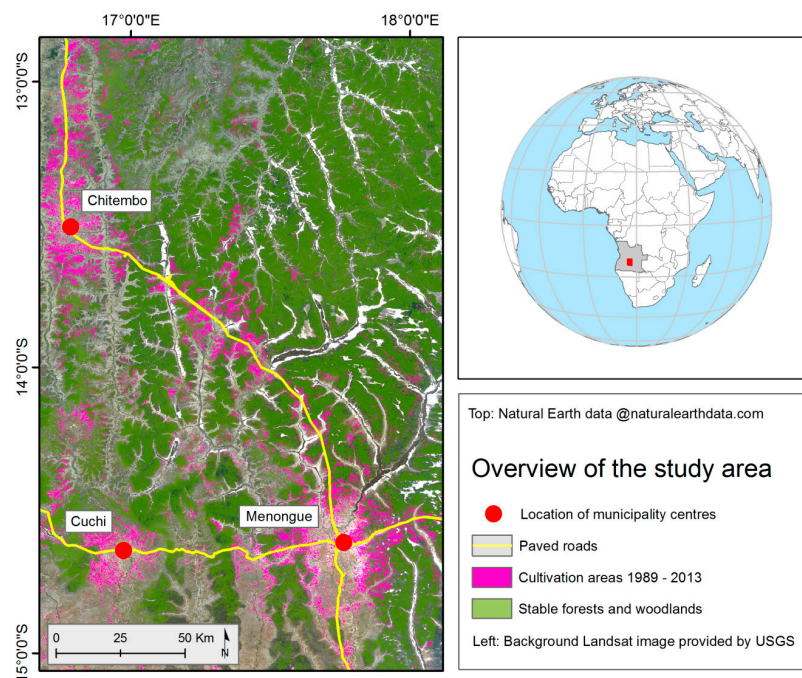 17°0'0"E
18°0'0"E
13°0'0"S
Chitembo
14°0'0"S
Cuchi
Menongue
0 25 50 Km
N
15°0'0"S
Top: Natural Earth data @naturalearthdata.com
Overview of the study area
Location of municipality centres
Paved roads
Cultivation areas 1989 - 2013
Stable forests and woodlands
Left: Background Landsat image provided by USGS